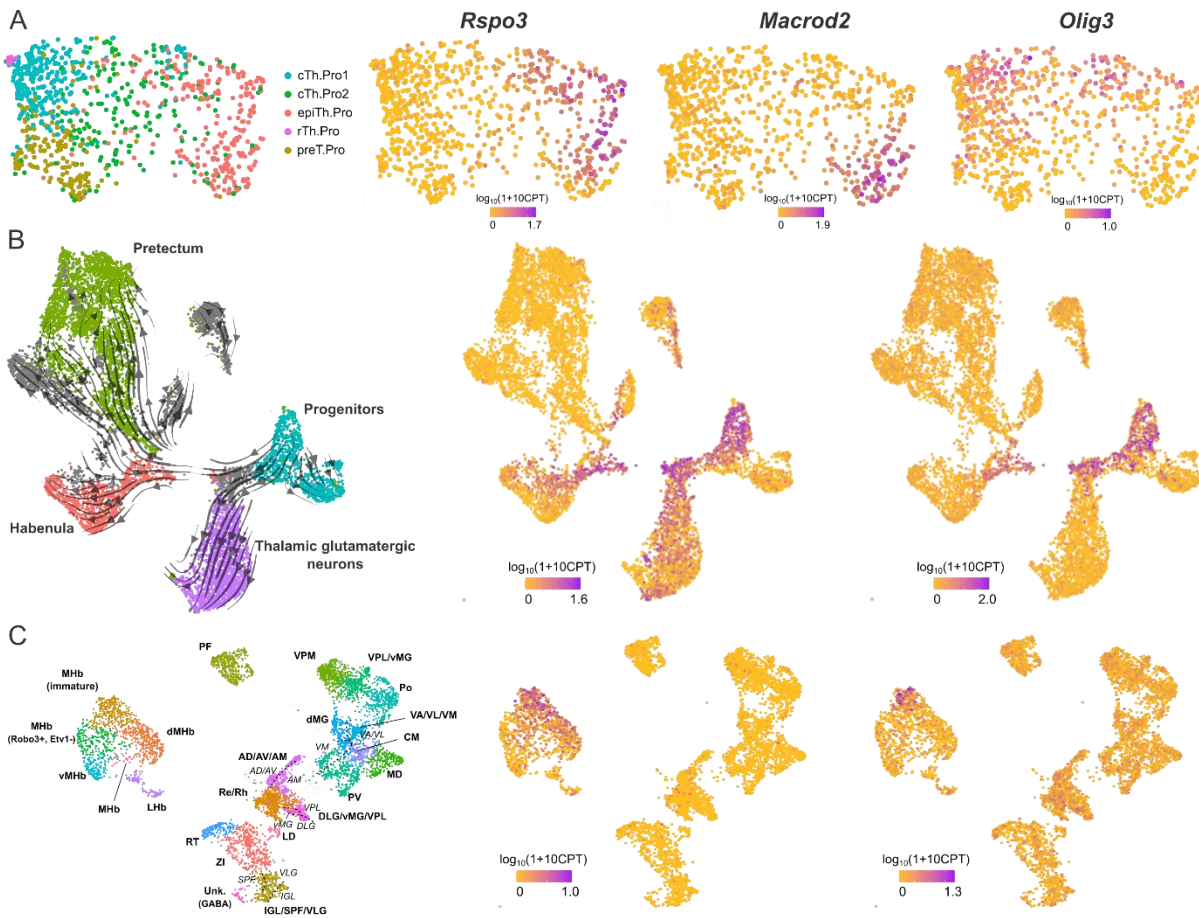 A
Rspo3
Macrod2
Olig3
cTh.Pro1
cTh.Pro2
epiTh.Pro
rTh.Pro
preT.Pro
log10(1+10CPT)
0 1.7
log10(1+10CPT)
0 1.9
log10(1+10CPT)
0 1.0
B
Pretectum
Progenitors
Habenula
Thalamic glutamatergic
neurons
log10(1+10CPT)
0 1.6
log10(1+10CPT)
0 2.0
C
MHb
(immature)
MHb
(Robo3+, Etv1-)
dMHb
vMHb
MHb
LHb
PF
VPM
VPL/vMG
Po
dMG
VA/VL/VM
VA/VL
VM
CM
AD/AV/AM
AD/AV
AM
MD
Re/Rh
PV
VPL
DLG/vMG/VPL
vMG
DLG
RT
LD
ZI
SPF
VLG
Unk.
(GABA)
IGL
IGL/SPF/VLG
log10(1+10CPT)
0 1.0
log10(1+10CPT)
0 1.3